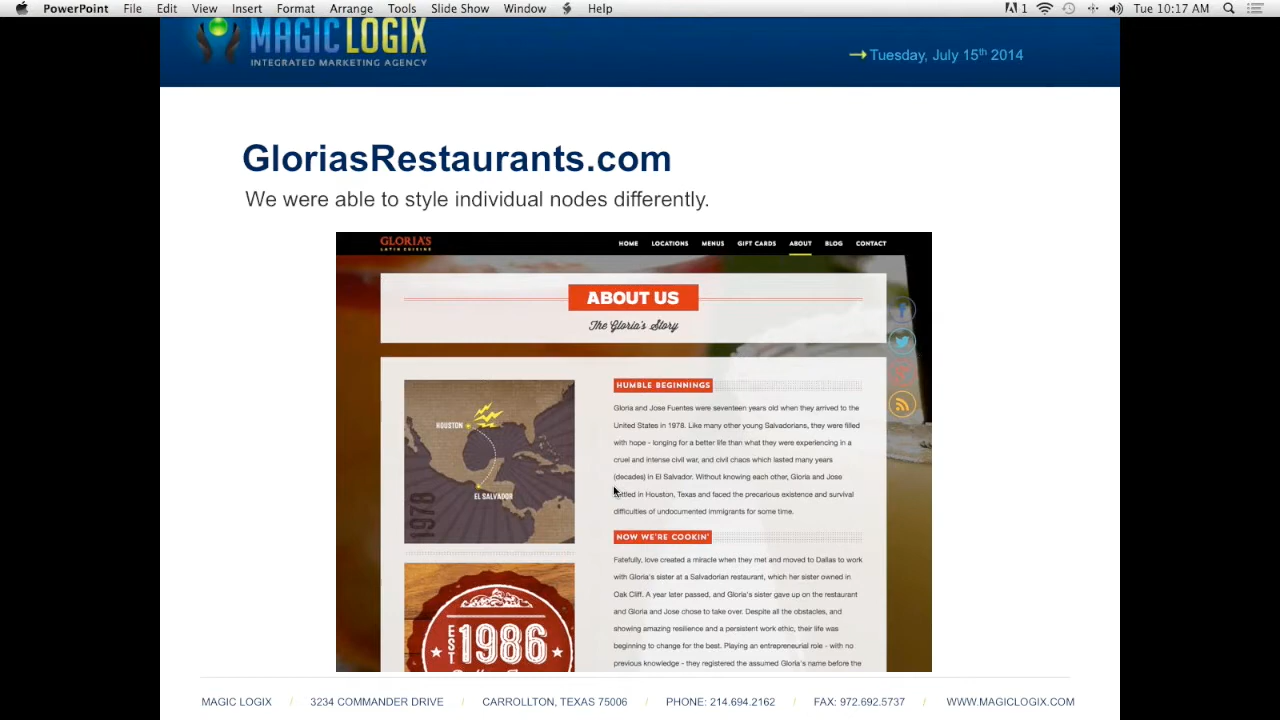 PowerPoint File Edit View Insert Format Arrange Tools Slide Show Window Help 1 Tue 10:17 AM
MAGIC LOGIX
INTEGRATED MARKETING AGENCY
Tuesday, July 15th 2014
GloriasRestaurants.com
We were able to style individual nodes differently.
GLORIA'S
LATIN CUISINE
HOME LOCATIONS MENUS GIFT CARDS ABOUT BLOG CONTACT
ABOUT US
The Gloria's Story
HOUSTON
EL SALVADOR
1978
HUMBLE BEGINNINGS
Gloria and Jose Fuentes were seventeen years old when they arrived to the
United States in 1978. Like many other young Salvadorians, they were filled
with hope - longing for a better life than what they were experiencing in a
cruel and intense civil war, and civil chaos which lasted many years
(decades) in El Salvador. Without knowing each other, Gloria and Jose
settled in Houston, Texas and faced the precarious existence and survival
difficulties of undocumented immigrants for some time.
EST
1986
NOW WE'RE COOKIN'
Fatefully, love created a miracle when they met and moved to Dallas to work
with Gloria's sister at a Salvadorian restaurant, which her sister owned in
Oak Cliff. A year later passed, and Gloria's sister gave up on the restaurant
and Gloria and Jose chose to take over. Despite all the obstacles, and
showing amazing resilience and a persistent work ethic, their life was
beginning to change for the best. Playing an entrepreneurial role - with no
previous knowledge - they registered the assumed Gloria's name before the
MAGIC LOGIX / 3234 COMMANDER DRIVE / CARROLLTON, TEXAS 75006 / PHONE: 214.694.2162 / FAX: 972.692.5737 / WWW.MAGICLOGIX.COM